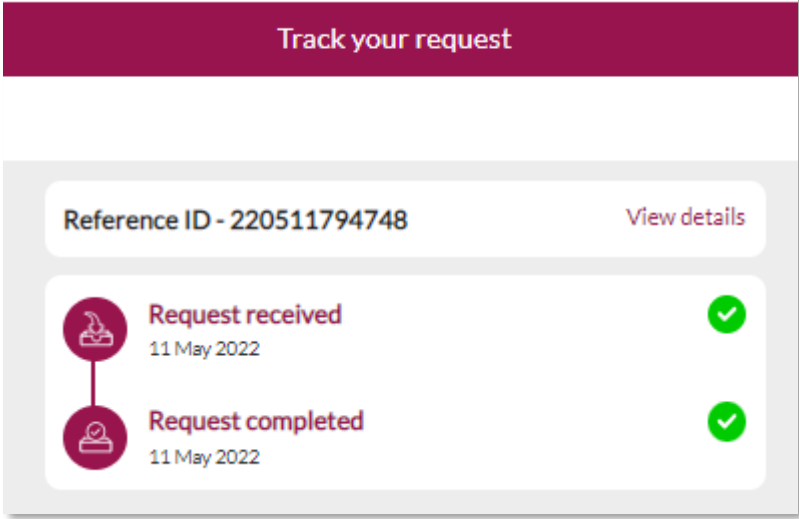 Track your request
Reference ID - 220511794748
View details
Request received
11 May 2022
Request completed
11 May 2022